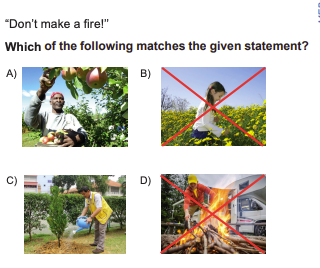 “Don't make a fire!”
Which of the following matches the given statement?
A)
B)
C)
D)